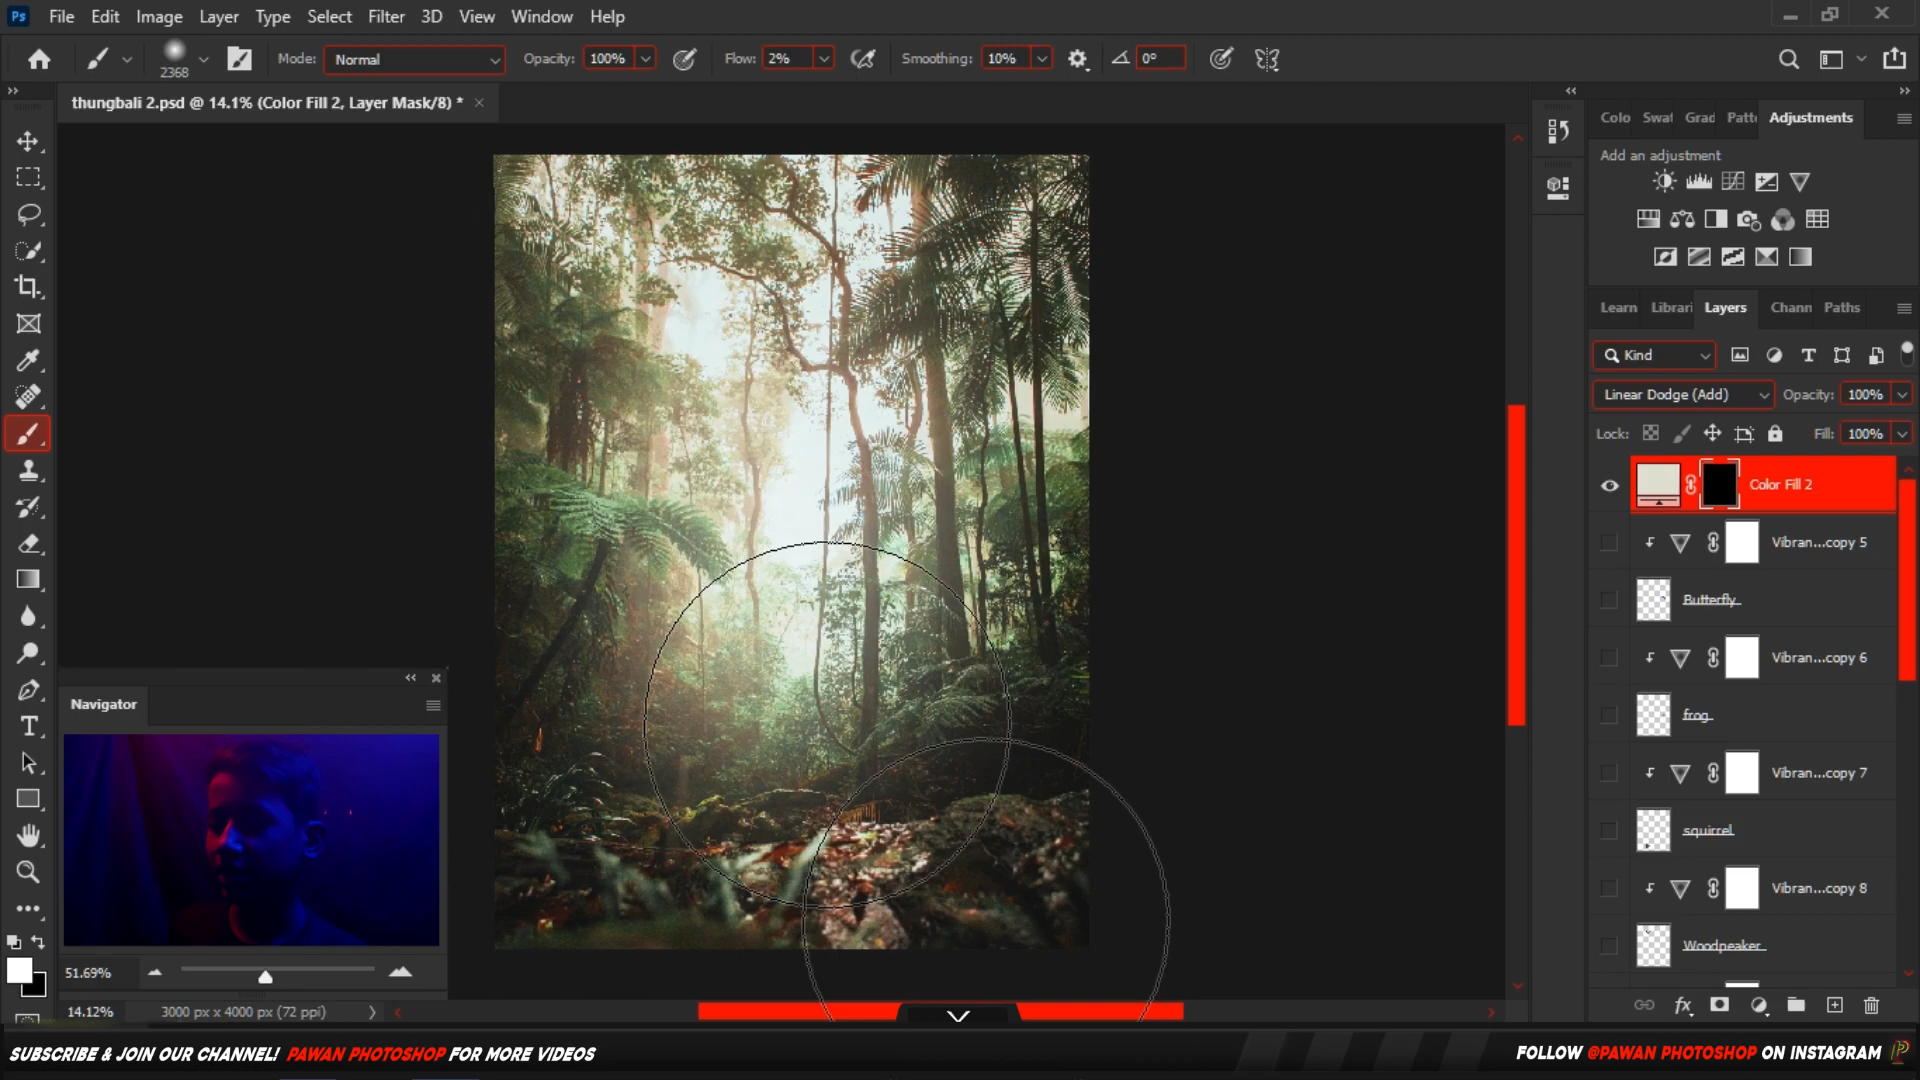 Ps File Edit Image Layer Type Select Filter 3D View Window Help
2368 Mode: Normal Opacity: 100% Flow: 2% Smoothing: 10% 0°
thungbali 2.psd @ 14.1% (Color Fill 2, Layer Mask/8) *
Colo Swat Grad Patte Adjustments
Add an adjustment
Learn Librari Layers Chann Paths
Kind
Linear Dodge (Add) Opacity: 100%
Lock: Fill: 100%
Color Fill 2
Vibran...copy 5
Butterfly
Vibran...copy 6
frog
Vibran...copy 7
squirrel
Vibran...copy 8
Woodpeaker
Navigator
51.69%
14.12% 3000 px x 4000 px (72 ppi)
SUBSCRIBE & JOIN OUR CHANNEL! PAWAN PHOTOSHOP FOR MORE VIDEOS
FOLLOW @PAWAN PHOTOSHOP ON INSTAGRAM